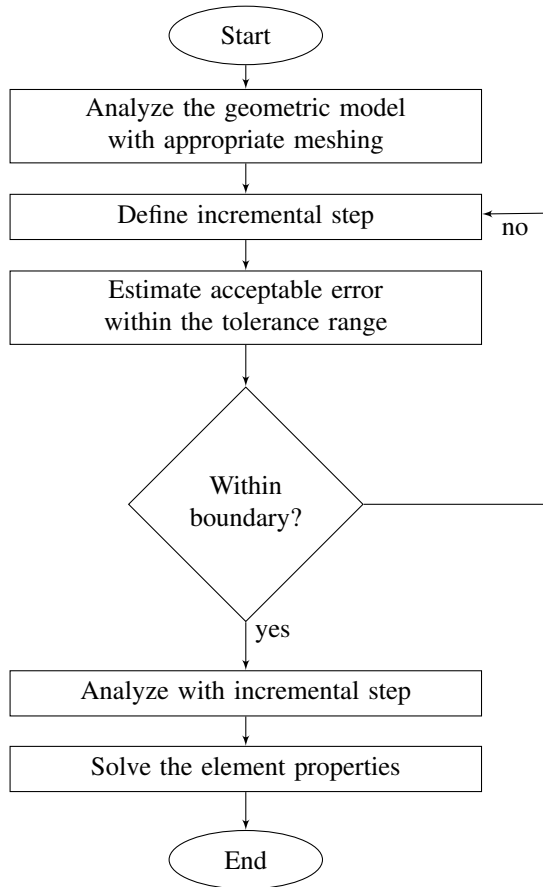 Start
Analyze the geometric model
with appropriate meshing
Define incremental step
no
Estimate acceptable error
within the tolerance range
Within
boundary?
yes
Analyze with incremental step
Solve the element properties
End